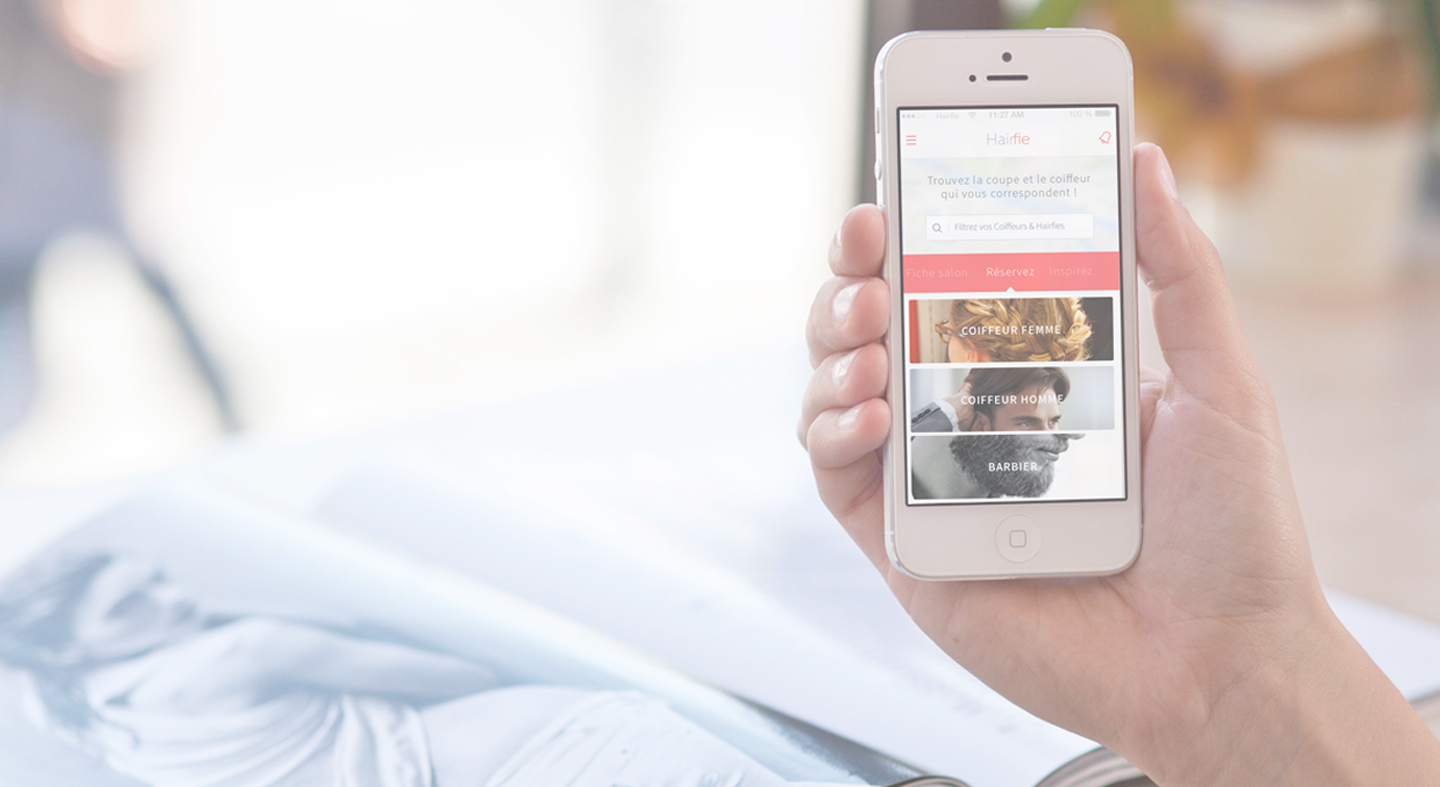 Hairfie 11:27 AM 100 %
Hairfie
Trouvez la coupe et le coiffeur
qui vous correspondent !
Filtrez vos Coiffeurs & Hairfies
Fiche salon Réservez Inspirez
COIFFEUR FEMME
COIFFEUR HOMME
BARBIER